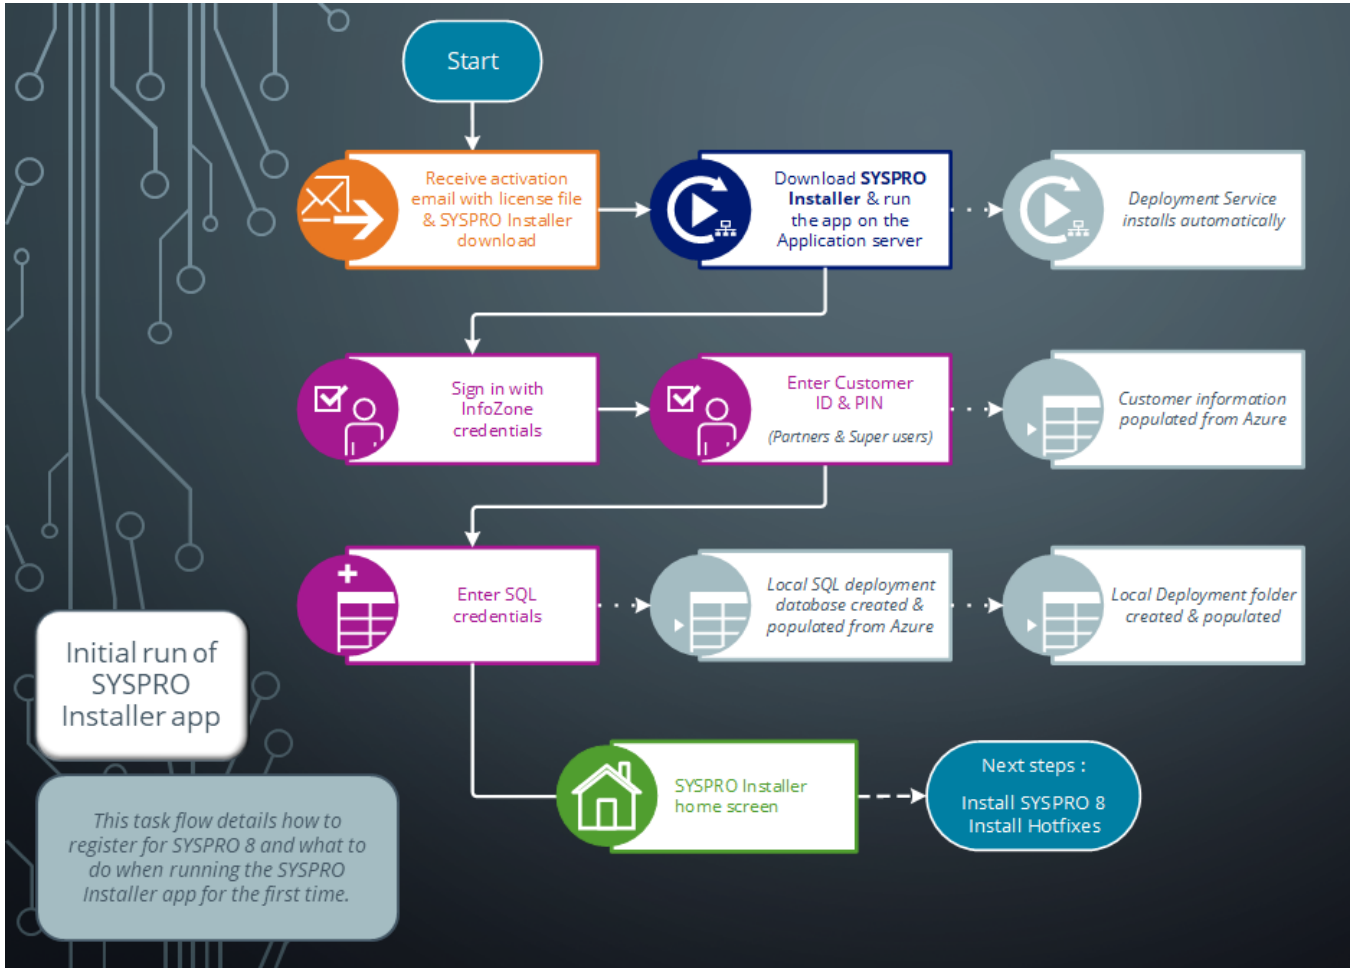 Start
Receive activation
email with license file
& SYSPRO Installer
download
Download SYSPRO
Installer & run
the app on the
Application server
Deployment Service
installs automatically
Sign in with
InfoZone
credentials
Enter Customer
ID & PIN
(Partners & Super users)
Customer information
populated from Azure
Enter SQL
credentials
Local SQL deployment
database created &
populated from Azure
Local Deployment folder
created & populated
Initial run of
SYSPRO
Installer app
SYSPRO Installer
home screen
Next steps :
Install SYSPRO 8
Install Hotfixes
This task flow details how to
register for SYSPRO 8 and what to
do when running the SYSPRO
Installer app for the first time.